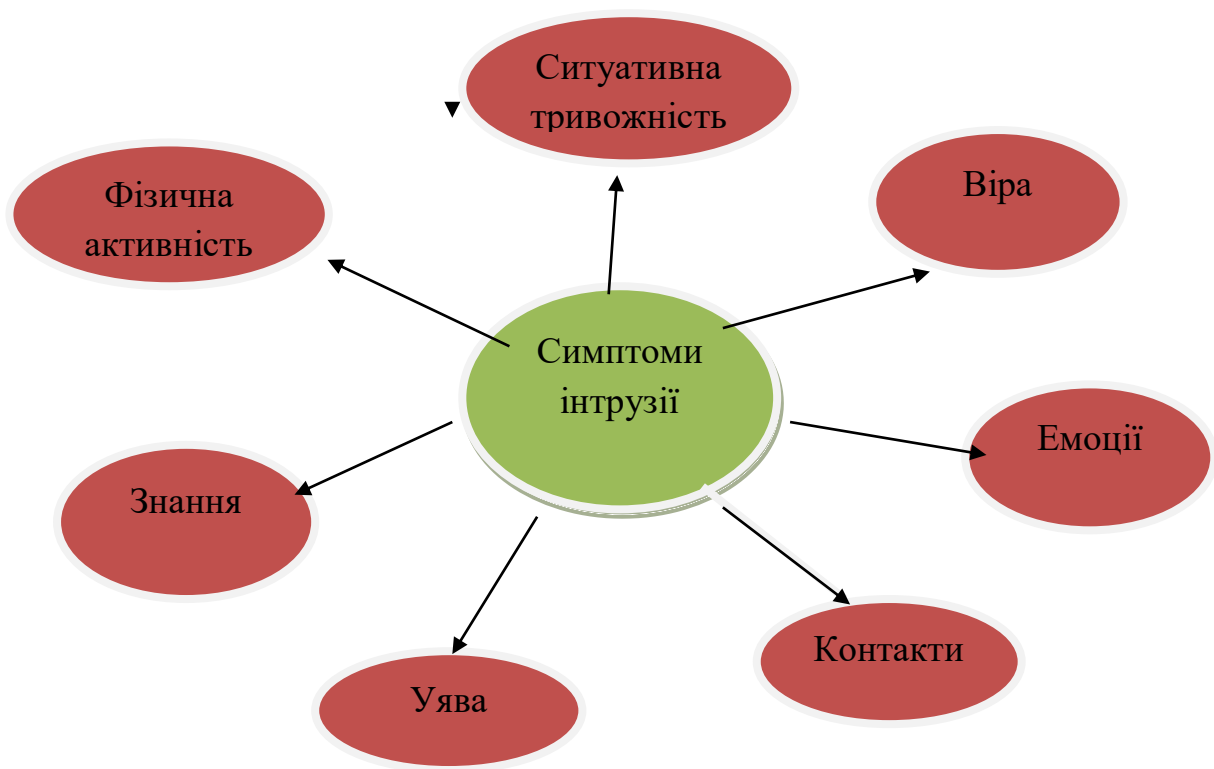 Ситуативна
тривожність
Фізична
активність
Віра
Симптоми
інтрузії
Емоції
Знання
Контакти
Уява